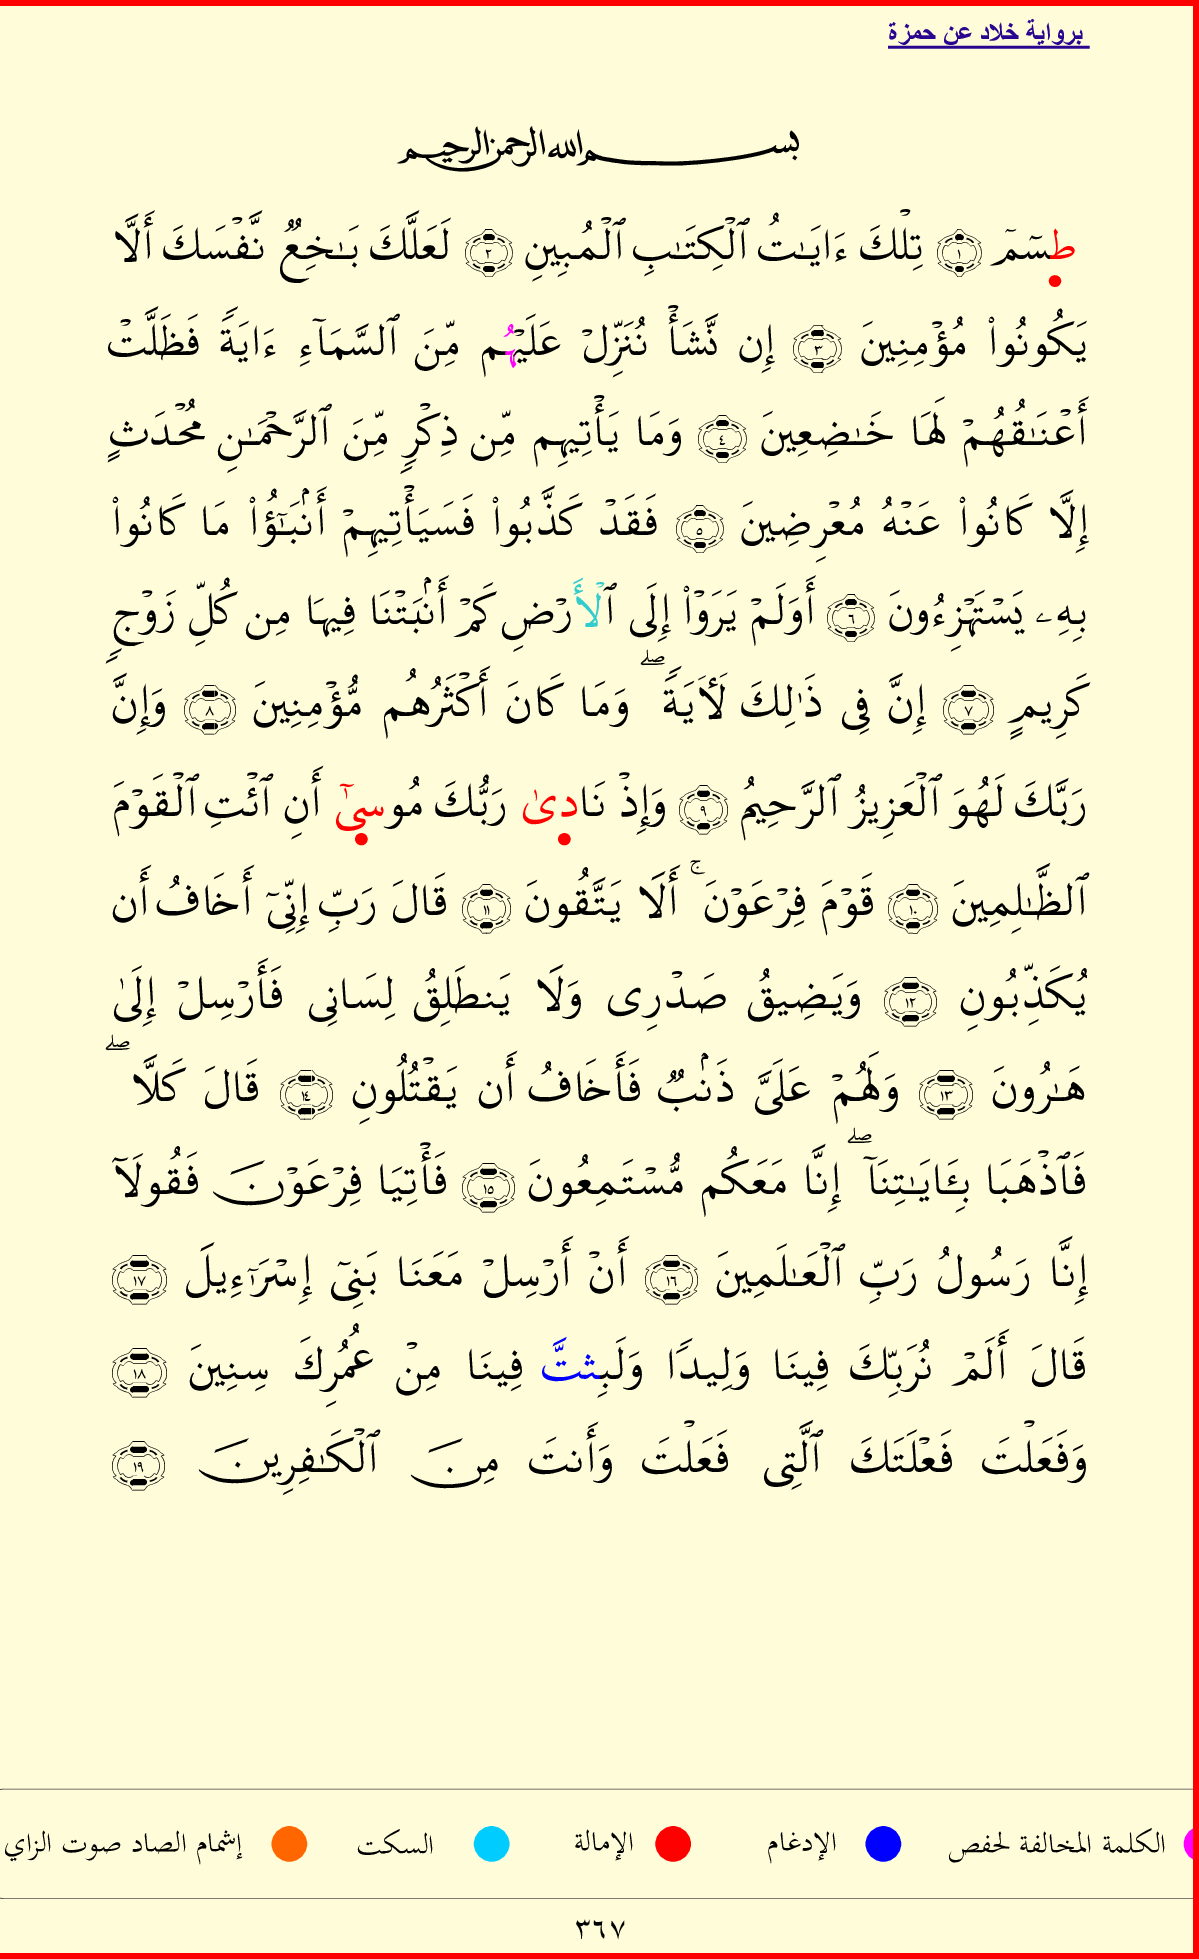 برواية خلاد عن حمزة
بسم الله الرحمن الرحيم
طسٓمٓ ١ تِلۡكَ ءَايَٰتُ ٱلۡكِتَٰبِ ٱلۡمُبِينِ ٢ لَعَلَّكَ بَٰخِعٞ نَّفۡسَكَ أَلَّا
يَكُونُواْ مُؤۡمِنِينَ ٣ إِن نَّشَأۡ نُنَزِّلۡ عَلَيۡهُم مِّنَ ٱلسَّمَآءِ ءَايَةٗ فَظَلَّتۡ
أَعۡنَٰقُهُمۡ لَهَا خَٰضِعِينَ ٤ وَمَا يَأۡتِيهِم مِّن ذِكۡرٖ مِّنَ ٱلرَّحۡمَٰنِ مُحۡدَثٍ
إِلَّا كَانُواْ عَنۡهُ مُعۡرِضِينَ ٥ فَقَدۡ كَذَّبُواْ فَسَيَأۡتِيهِمۡ أَنۢبَٰٓؤُاْ مَا كَانُواْ
بِهِۦ يَسۡتَهۡزِءُونَ ٦ أَوَلَمۡ يَرَوۡاْ إِلَى ٱلۡأَرۡضِ كَمۡ أَنۢبَتۡنَا فِيهَا مِن كُلِّ زَوۡجٖ
كَرِيمٍ ٧ إِنَّ فِي ذَٰلِكَ لَأٓيَةٗۖ وَمَا كَانَ أَكۡثَرُهُم مُّؤۡمِنِينَ ٨ وَإِنَّ
رَبَّكَ لَهُوَ ٱلۡعَزِيزُ ٱلرَّحِيمُ ٩ وَإِذۡ نَادَىٰ رَبُّكَ مُوسَىٰٓ أَنِ ٱئۡتِ ٱلۡقَوۡمَ
ٱلظَّٰلِمِينَ ١٠ قَوۡمَ فِرۡعَوۡنَۚ أَلَا يَتَّقُونَ ١١ قَالَ رَبِّ إِنِّيٓ أَخَافُ أَن
يُكَذِّبُونِ ١٢ وَيَضِيقُ صَدۡرِي وَلَا يَنطَلِقُ لِسَانِي فَأَرۡسِلۡ إِلَىٰ
هَٰرُونَ ١٣ وَلَهُمۡ عَلَيَّ ذَنۢبٞ فَأَخَافُ أَن يَقۡتُلُونِ ١٤ قَالَ كَلَّاۖ
فَٱذۡهَبَا بِـَٔايَٰتِنَآۖ إِنَّا مَعَكُم مُّسۡتَمِعُونَ ١٥ فَأۡتِيَا فِرۡعَوۡنَ فَقُولَآ
إِنَّا رَسُولُ رَبِّ ٱلۡعَٰلَمِينَ ١٦ أَنۡ أَرۡسِلۡ مَعَنَا بَنِيٓ إِسۡرَٰٓءِيلَ ١٧
قَالَ أَلَمۡ نُرَبِّكَ فِينَا وَلِيدٗا وَلَبِثتَّ فِينَا مِنۡ عُمُرِكَ سِنِينَ ١٨
وَفَعَلۡتَ فَعۡلَتَكَ ٱلَّتِي فَعَلۡتَ وَأَنتَ مِنَ ٱلۡكَٰفِرِينَ ١٩
الكلمة المخالفة لحفص الإدغام الإمالة السكت إشمام الصاد صوت الزاي
٣٦٧